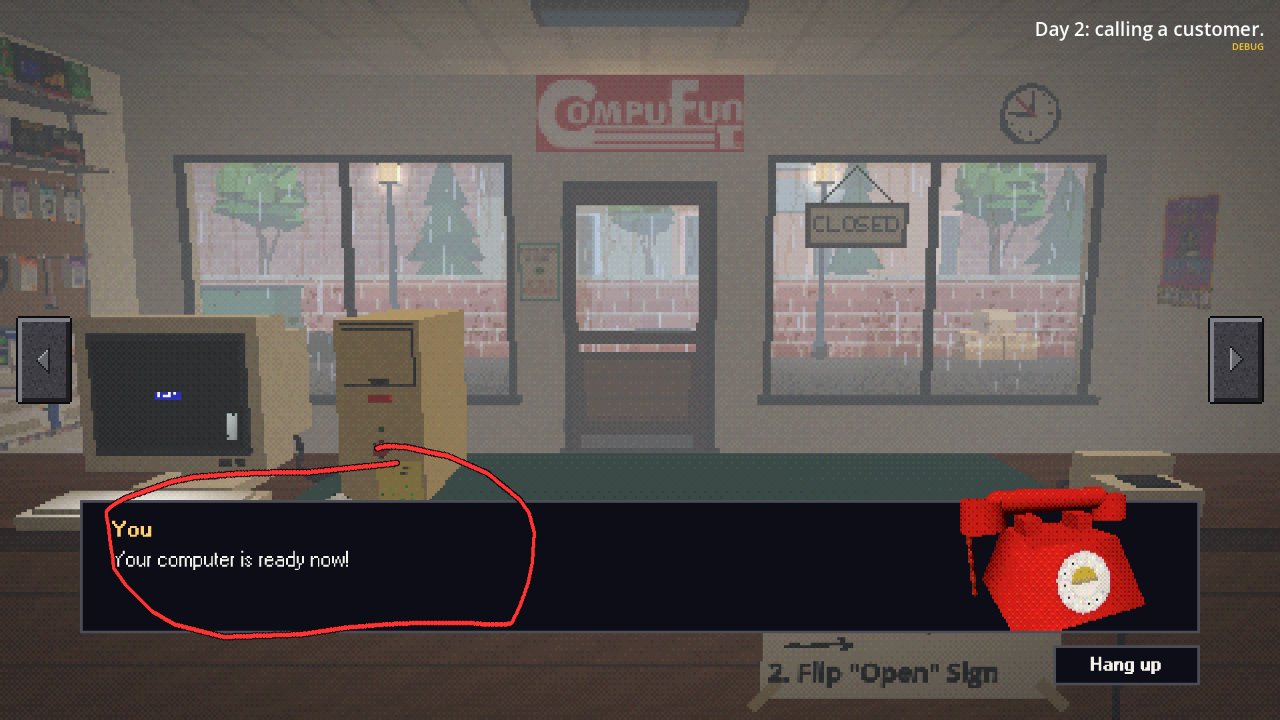 Day 2: calling a customer.
DEBUG
COMPUFUN
IT
CLOSED
You
Your computer is ready now!
2. Flip "Open" Sign
Hang up